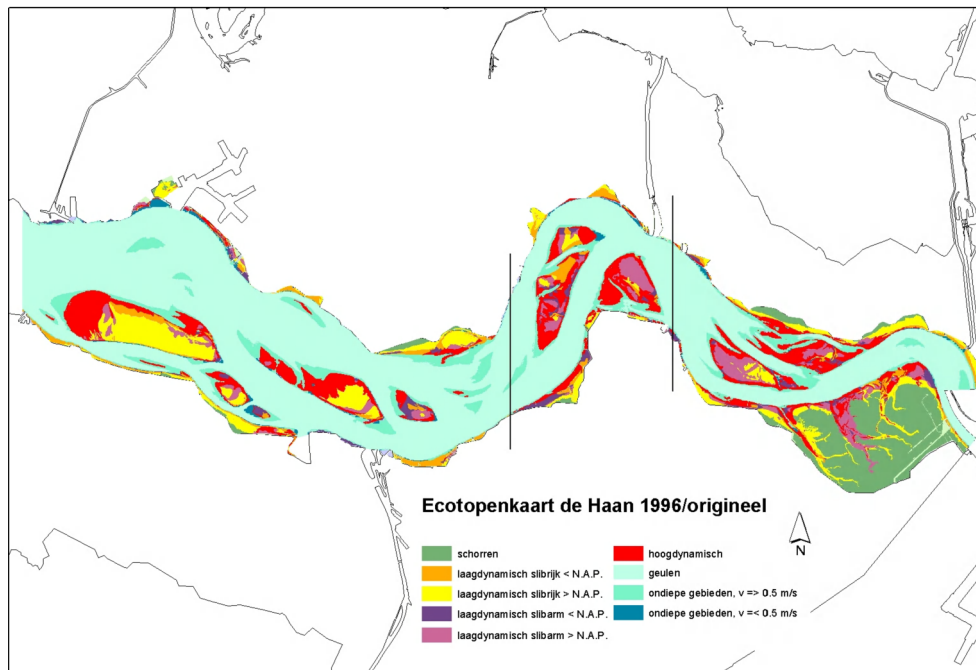 Ecotopenkaart de Haan 1996/origineel
schorren
laagdynamisch slibrijk < N.A.P.
laagdynamisch slibrijk > N.A.P.
laagdynamisch slibarm < N.A.P.
laagdynamisch slibarm > N.A.P.
hoogdynamisch
geulen
ondiepe gebieden, v => 0.5 m/s
ondiepe gebieden, v =< 0.5 m/s
N